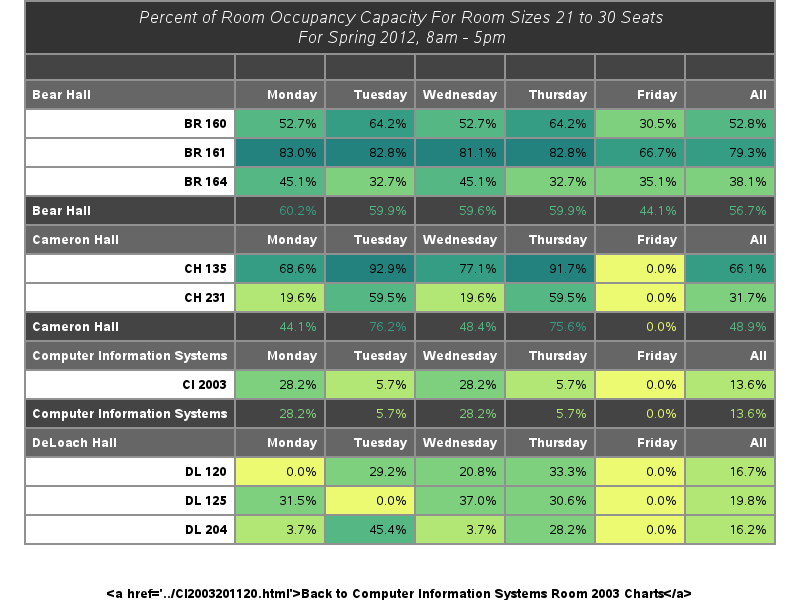 Percent of Room Occupancy Capacity For Room Sizes 21 to 30 Seats
For Spring 2012, 8am - 5pm
Bear Hall Monday Tuesday Wednesday Thursday Friday All
BR 160 52.7% 64.2% 52.7% 64.2% 30.5% 52.8%
BR 161 83.0% 82.8% 81.1% 82.8% 66.7% 79.3%
BR 164 45.1% 32.7% 45.1% 32.7% 35.1% 38.1%
Bear Hall 60.2% 59.9% 59.6% 59.9% 44.1% 56.7%
Cameron Hall Monday Tuesday Wednesday Thursday Friday All
CH 135 68.6% 92.9% 77.1% 91.7% 0.0% 66.1%
CH 231 19.6% 59.5% 19.6% 59.5% 0.0% 31.7%
Cameron Hall 44.1% 76.2% 48.4% 75.6% 0.0% 48.9%
Computer Information Systems Monday Tuesday Wednesday Thursday Friday All
CI 2003 28.2% 5.7% 28.2% 5.7% 0.0% 13.6%
Computer Information Systems 28.2% 5.7% 28.2% 5.7% 0.0% 13.6%
DeLoach Hall Monday Tuesday Wednesday Thursday Friday All
DL 120 0.0% 29.2% 20.8% 33.3% 0.0% 16.7%
DL 125 31.5% 0.0% 37.0% 30.6% 0.0% 19.8%
DL 204 3.7% 45.4% 3.7% 28.2% 0.0% 16.2%
<a href='../CI2003201120.html'>Back to Computer Information Systems Room 2003 Charts</a>